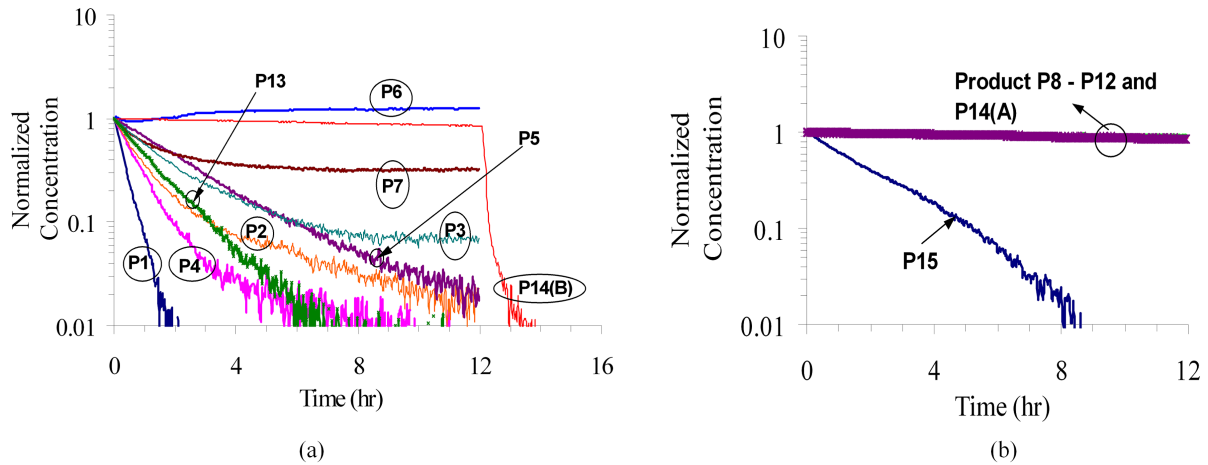 10
1
0.1
0.01
Normalized
Concentration
P13
P6
P5
P7
P2
P3
P1
P4
P14(B)
0
4
8
12
16
Time (hr)
(a)
10
1
0.1
0.01
Normalized
Concentration
Product P8 - P12 and
P14(A)
P15
0
4
8
12
Time (hr)
(b)